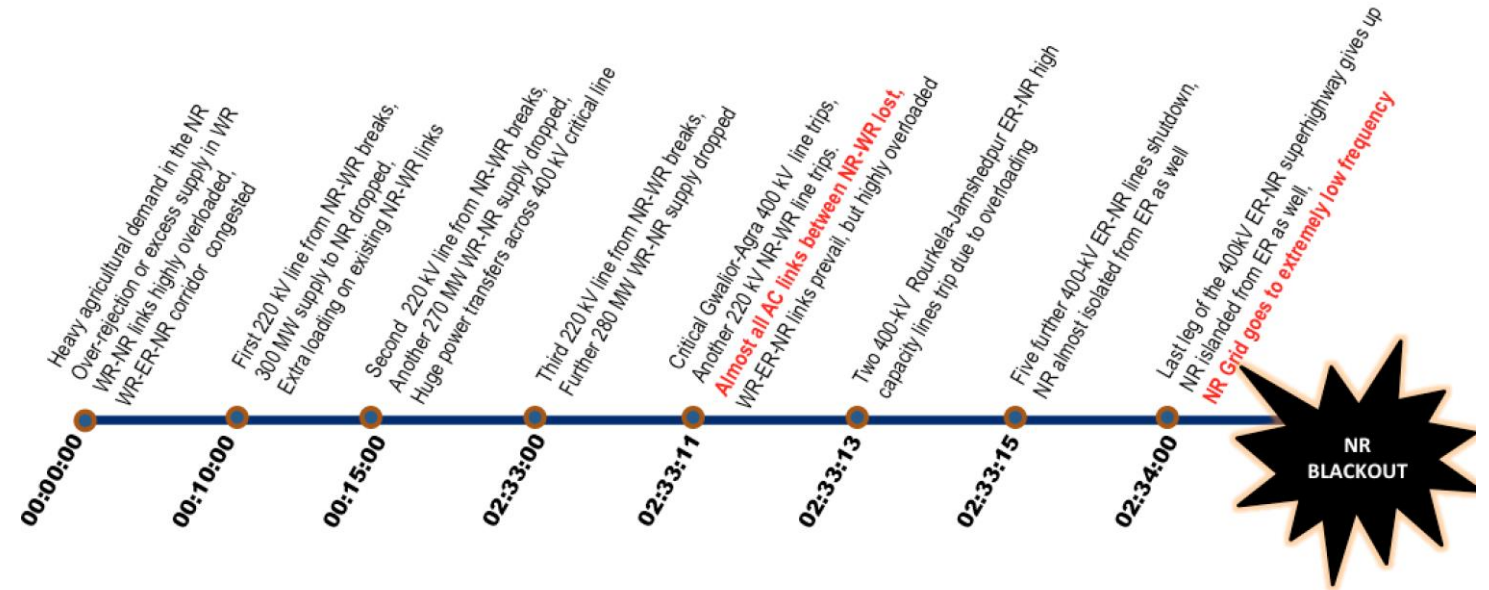 Heavy agricultural demand in the NR
Over-rejection or excess supply in WR
WR-NR links highly overloaded,
WR-ER-NR corridor congested
00:00:00
First 220 kV line from NR-WR breaks,
300 MW supply to NR dropped,
Extra loading on existing NR-WR links
00:10:00
Second 220 kV line from NR-WR breaks,
Another 270 MW WR-NR supply dropped,
Huge power transfers across 400 kV critical line
00:15:00
Third 220 kV line from NR-WR breaks,
Further 280 MW WR-NR supply dropped
02:33:00
Critical Gwalior-Agra 400 kV line trips,
Another 220 kV NR-WR line trips.
Almost all AC links between NR-WR lost,
WR-ER-NR links prevail, but highly overloaded
02:33:11
Two 400-kV Rourkela-Jamshedpur ER-NR high
capacity lines trip due to overloading
02:33:13
Five further 400-kV ER-NR lines shutdown,
NR almost isolated from ER as well
02:33:15
Last leg of the 400kV ER-NR superhighway gives up
NR islanded from ER as well,
NR Grid goes to extremely low frequency
02:34:00
NR
BLACKOUT